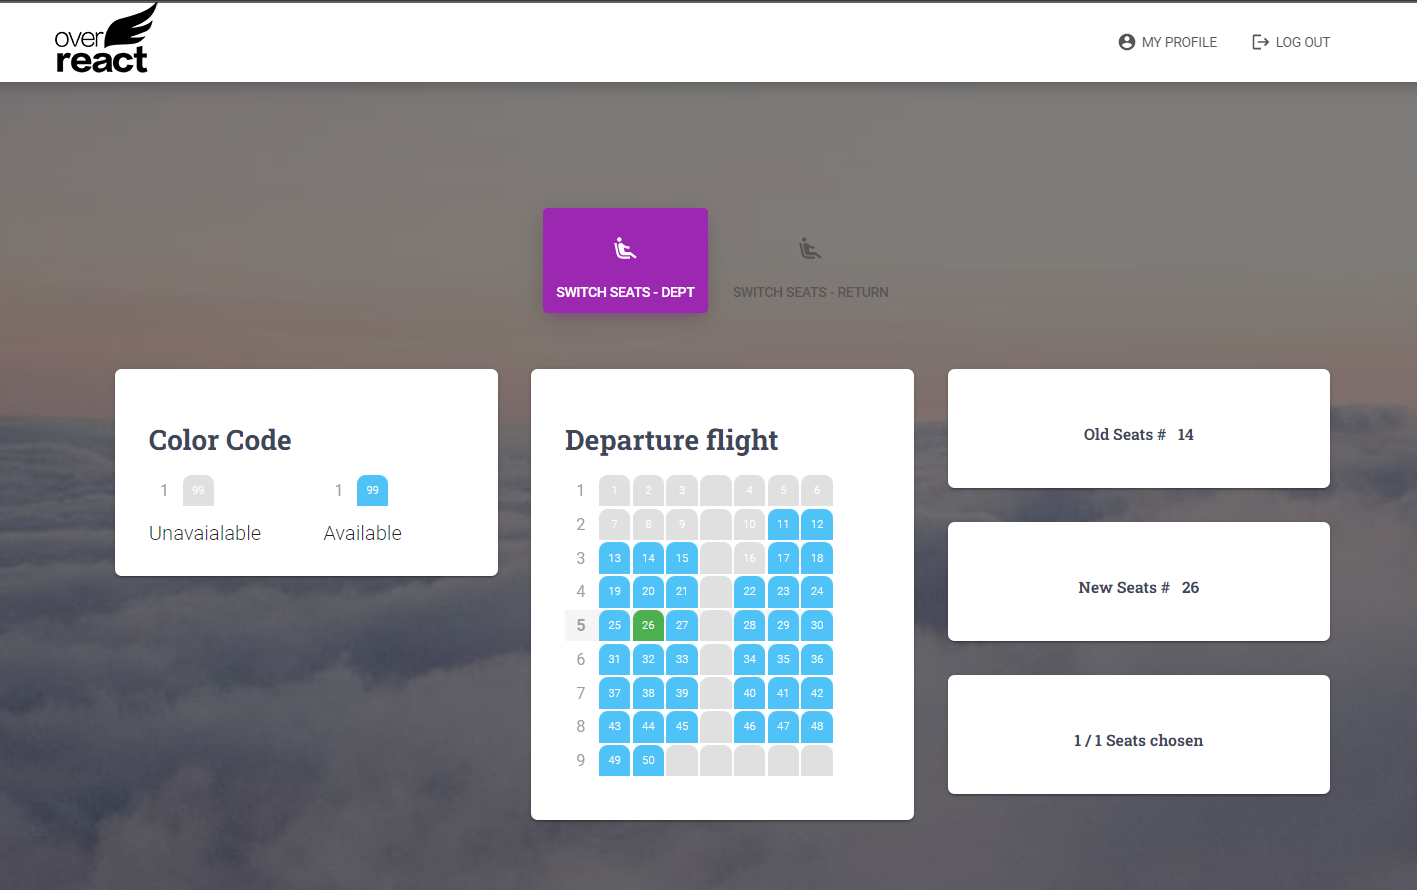 over
react
MY PROFILE
LOG OUT
SWITCH SEATS - DEPT
SWITCH SEATS - RETURN
Color Code
1 99
1 99
Unavaialable
Available
Departure flight
1 1 2 3 4 5 6
2 7 8 9 10 11 12
3 13 14 15 16 17 18
4 19 20 21 22 23 24
5 25 26 27 28 29 30
6 31 32 33 34 35 36
7 37 38 39 40 41 42
8 43 44 45 46 47 48
9 49 50
Old Seats # 14
New Seats # 26
1 / 1 Seats chosen